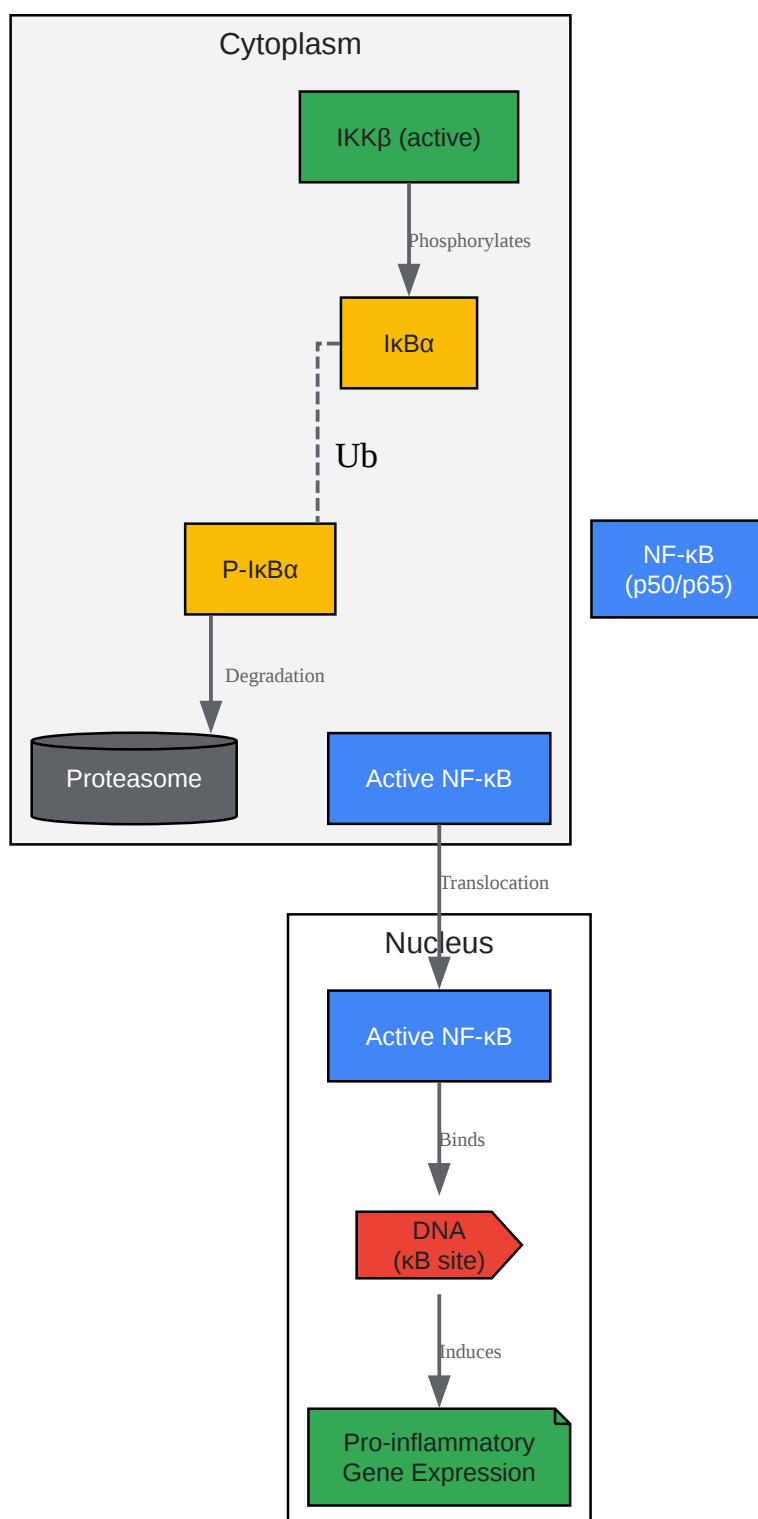 Cytoplasm
IKKβ (active)
Phosphorylates
IκBα
Ub
P-IκBα
NF-κB
(p50/p65)
Degradation
Proteasome
Active NF-κB
Translocation
Nucleus
Active NF-κB
Binds
DNA
(κB site)
Induces
Pro-inflammatory
Gene Expression